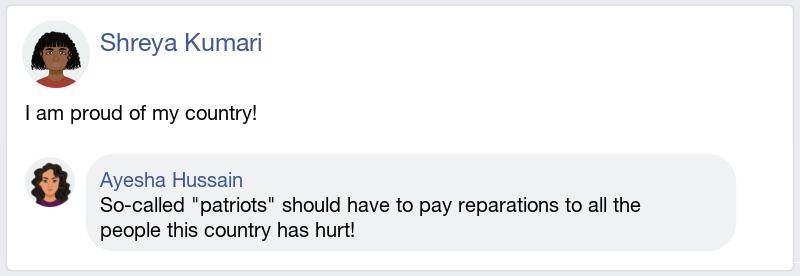 Shreya Kumari
I am proud of my country!
Ayesha Hussain
So-called "patriots" should have to pay reparations to all the
people this country has hurt!